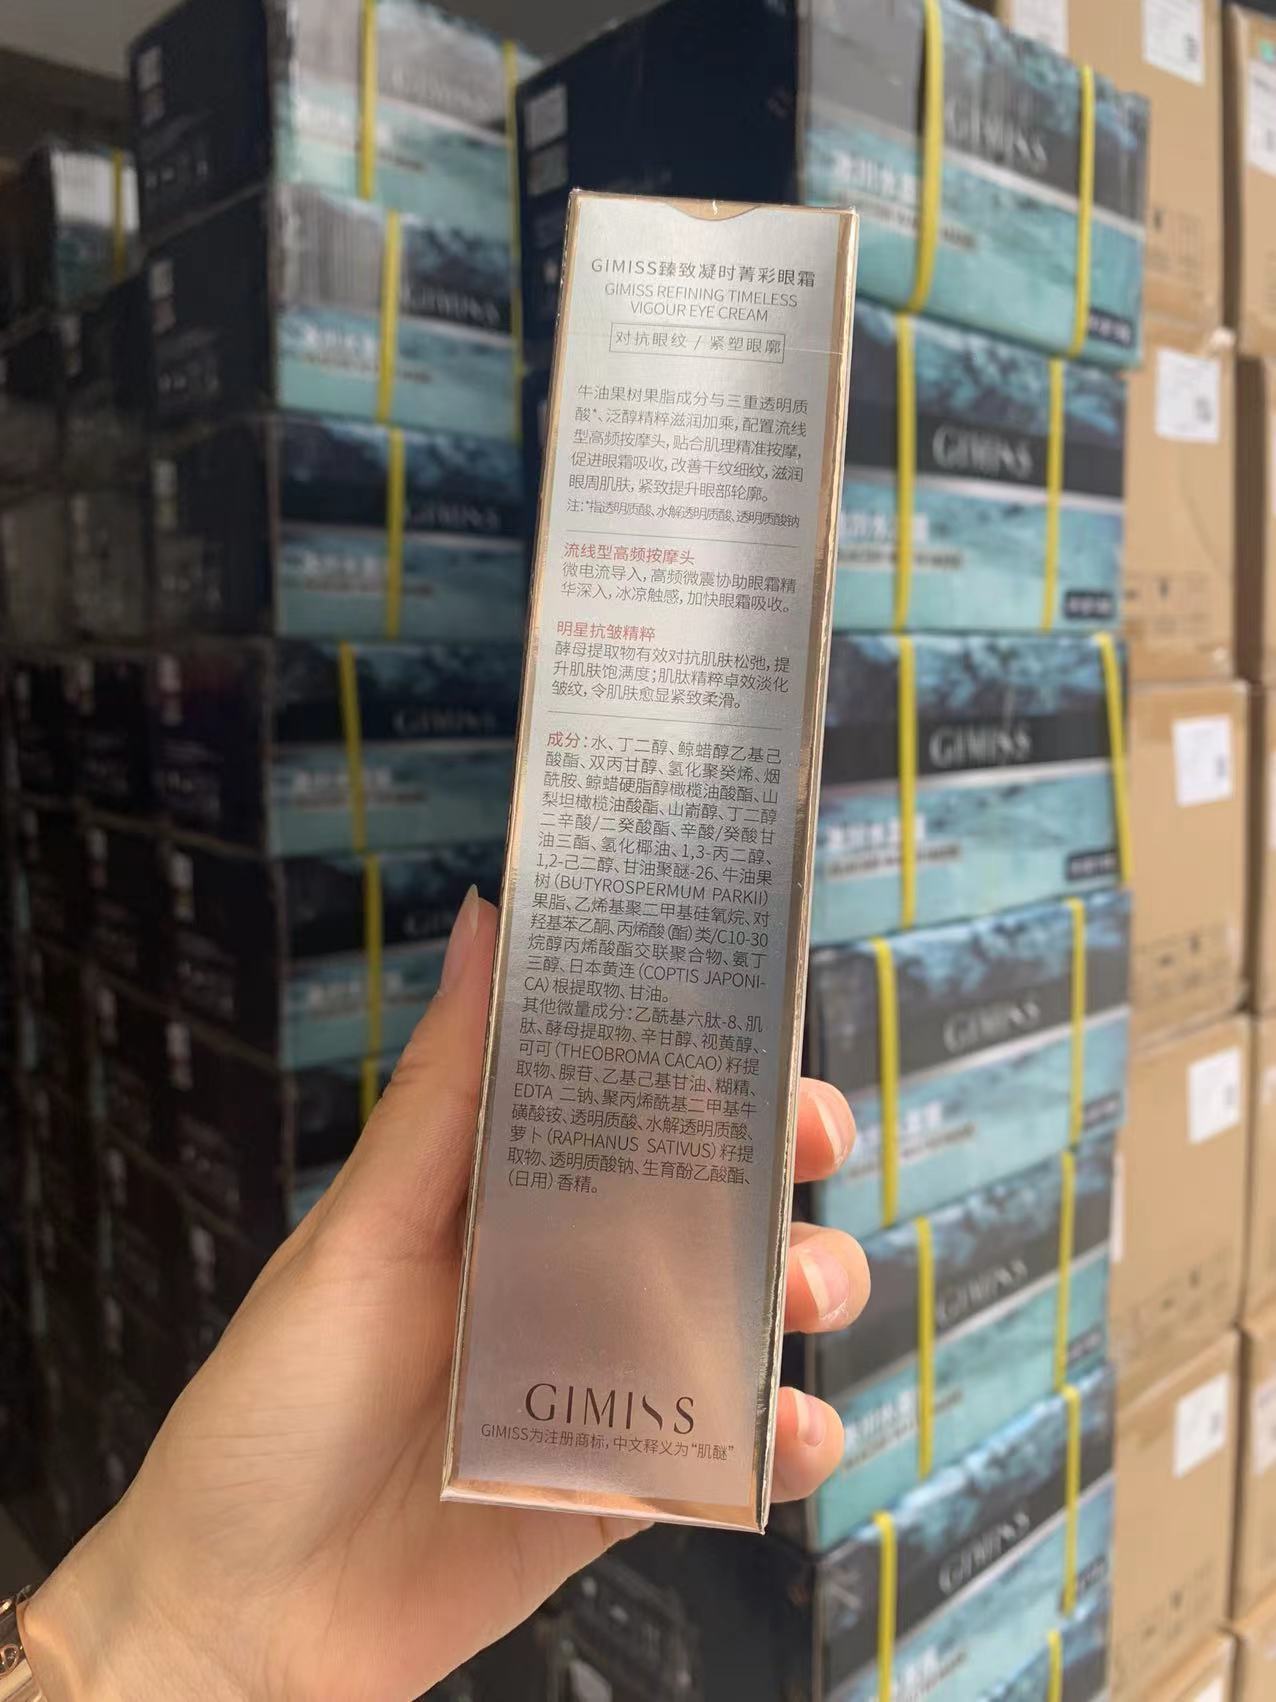 GIMISS臻致凝时菁彩眼霜
GIMISS REFINING TIMELESS
VIGOUR EYE CREAM
对抗眼纹 / 紧塑眼廓
牛油果树果脂成分与三重透明质
酸*、泛醇精粹滋润加乘，配置流线
型高频按摩头，贴合肌理精准按摩，
促进眼霜吸收，改善干纹细纹，滋润
眼周肌肤，紧致提升眼部轮廓。
注：*指透明质酸、水解透明质酸、透明质酸钠
流线型高频按摩头
微电流导入，高频微震协助眼霜精
华深入，冰凉触感，加快眼霜吸收。
明星抗皱精粹
酵母提取物有效对抗肌肤松弛，提
升肌肤饱满度；肌肽精粹卓效淡化
皱纹，令肌肤愈显紧致柔滑。
成分：水、丁二醇、鲸蜡醇乙基己
酸酯、双丙甘醇、氢化聚癸烯、烟
酰胺、鲸蜡硬脂醇橄榄油酸酯、山
梨坦橄榄油酸酯、山嵛醇、丁二醇
二辛酸/二癸酸酯、辛酸/癸酸甘
油三酯、氢化椰油、1,3-丙二醇、
1,2-己二醇、甘油聚醚-26、牛油果
树（BUTYROSPERMUM PARKII）
果脂、乙烯基聚二甲基硅氧烷、对
羟基苯乙酮、丙烯酸（酯）类/C10-30
烷醇丙烯酸酯交联聚合物、氨丁
三醇、日本黄连（COPTIS JAPONI-
CA）根提取物、甘油。
其他微量成分：乙酰基六肽-8、肌
肽、酵母提取物、辛甘醇、视黄醇、
可可（THEOBROMA CACAO）籽提
取物、腺苷、乙基己基甘油、糊精、
EDTA 二钠、聚丙烯酰基二甲基牛
磺酸铵、透明质酸、水解透明质酸、
萝卜（RAPHANUS SATIVUS）籽提
取物、透明质酸钠、生育酚乙酸酯、
（日用）香精。
GIMISS
GIMISS为注册商标，中文释义为“肌醚”
GIMISS
GIMISS
GIMISS
GIMISS
GIMISS
GIMISS
GIMISS